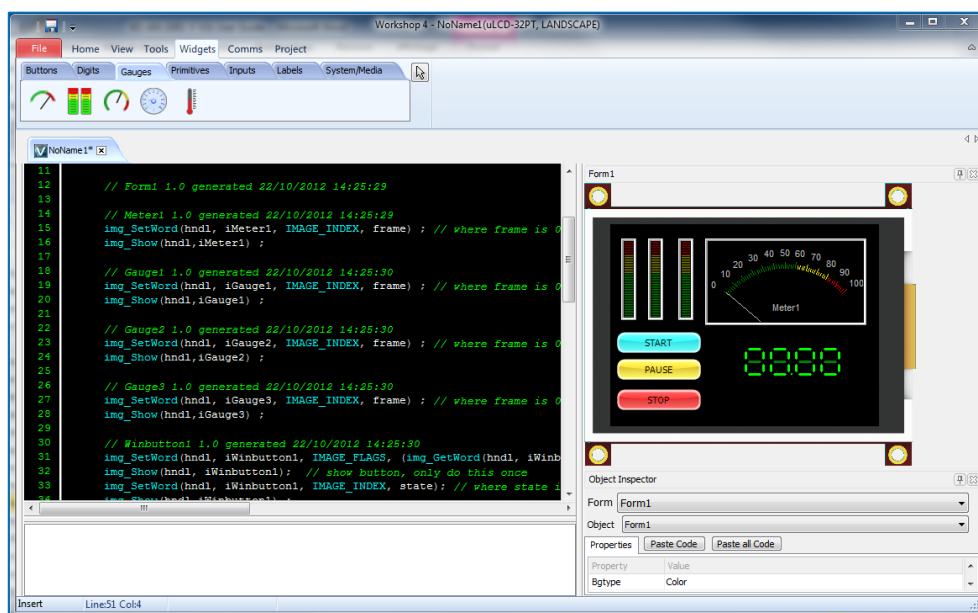 Workshop 4 - NoName1(uLCD-32PT, LANDSCAPE)
File Home View Tools Widgets Comms Project
Buttons Digits Gauges Primitives Inputs Labels System/Media
NoName1*
11
12 // Form1 1.0 generated 22/10/2012 14:25:29
13
14 // Meter1 1.0 generated 22/10/2012 14:25:29
15 img_SetWord(hndl, iMeter1, IMAGE_INDEX, frame) ; // where frame is 0
16 img_Show(hndl,iMeter1) ;
17
18 // Gauge1 1.0 generated 22/10/2012 14:25:30
19 img_SetWord(hndl, iGauge1, IMAGE_INDEX, frame) ; // where frame is 0
20 img_Show(hndl,iGauge1) ;
21
22 // Gauge2 1.0 generated 22/10/2012 14:25:30
23 img_SetWord(hndl, iGauge2, IMAGE_INDEX, frame) ; // where frame is 0
24 img_Show(hndl,iGauge2) ;
25
26 // Gauge3 1.0 generated 22/10/2012 14:25:30
27 img_SetWord(hndl, iGauge3, IMAGE_INDEX, frame) ; // where frame is 0
28 img_Show(hndl,iGauge3) ;
29
30 // Winbutton1 1.0 generated 22/10/2012 14:25:30
31 img_SetWord(hndl, iWinbutton1, IMAGE_FLAGS, (img_GetWord(hndl, iWinb
32 img_Show(hndl, iWinbutton1); // show button, only do this once
33 img_SetWord(hndl, iWinbutton1, IMAGE_INDEX, state); // where state i
34 img_Show(hndl,iWinbutton1) ;
Form1
0 10 20 30 40 50 60 70 80 90 100
Meter1
START
PAUSE
STOP
88.88
Object Inspector
Form Form1
Object Form1
Properties Paste Code Paste all Code
Property Value
Bgtype Color
Insert Line:51 Col:4